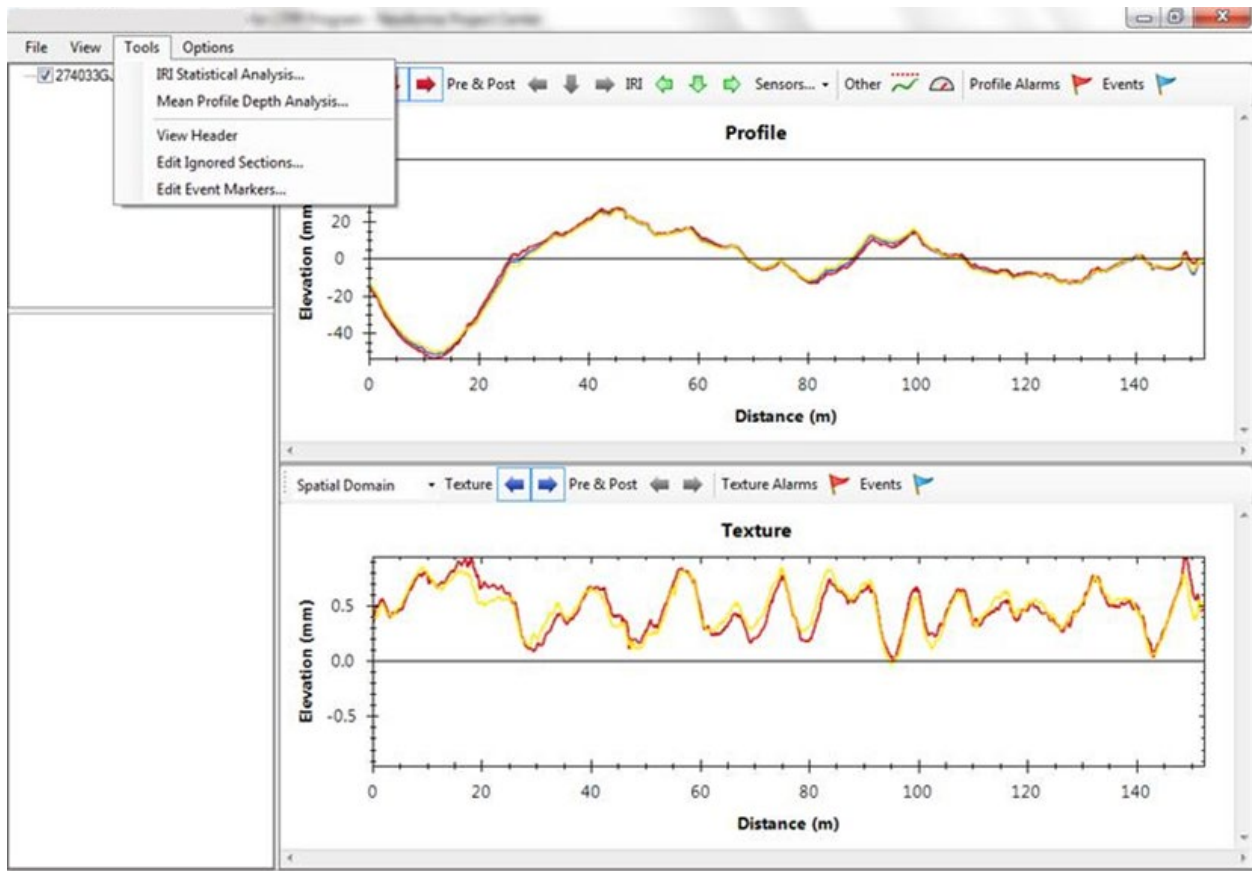 File View Tools Options
274033GJ
IRI Statistical Analysis...
Mean Profile Depth Analysis...
View Header
Edit Ignored Sections...
Edit Event Markers...
Pre & Post IRI Sensors... Other Profile Alarms Events
Profile
Elevation (mm
20
0
-20
-40
0 20 40 60 80 100 120 140
Distance (m)
Spatial Domain Texture Pre & Post Texture Alarms Events
Texture
Elevation (mm)
0.5
0.0
-0.5
0 20 40 60 80 100 120 140
Distance (m)